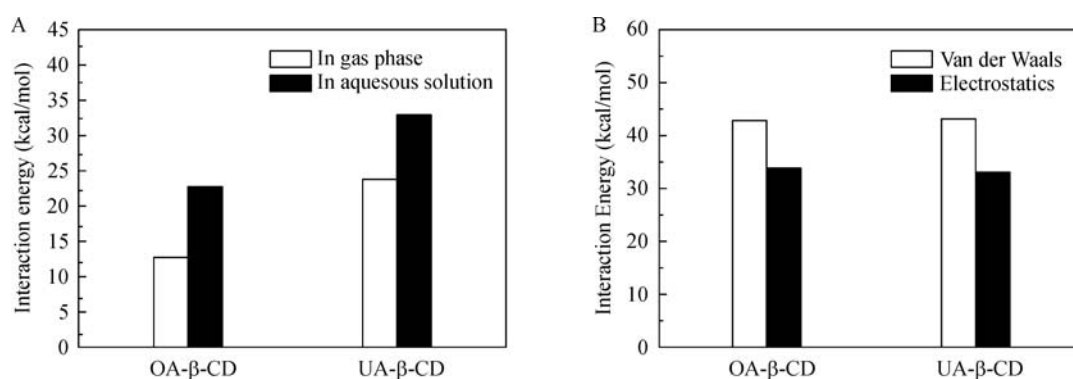 A
Interaction energy (kcal/mol)
45
40
35
30
25
20
15
10
5
0
In gas phase
In aqueous solution
OA-β-CD
UA-β-CD
B
Interaction Energy (kcal/mol)
60
50
40
30
20
10
0
Van der Waals
Electrostatics
OA-β-CD
UA-β-CD